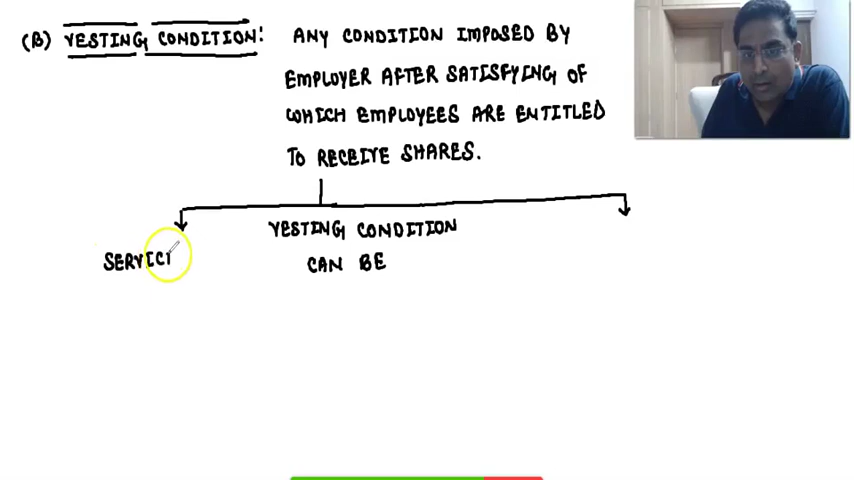 (B) VESTING CONDITION: ANY CONDITION IMPOSED BY
EMPLOYER AFTER SATISFYING OF
WHICH EMPLOYEES ARE ENTITLED
TO RECEIVE SHARES.
VESTING CONDITION
CAN BE
SERVICE